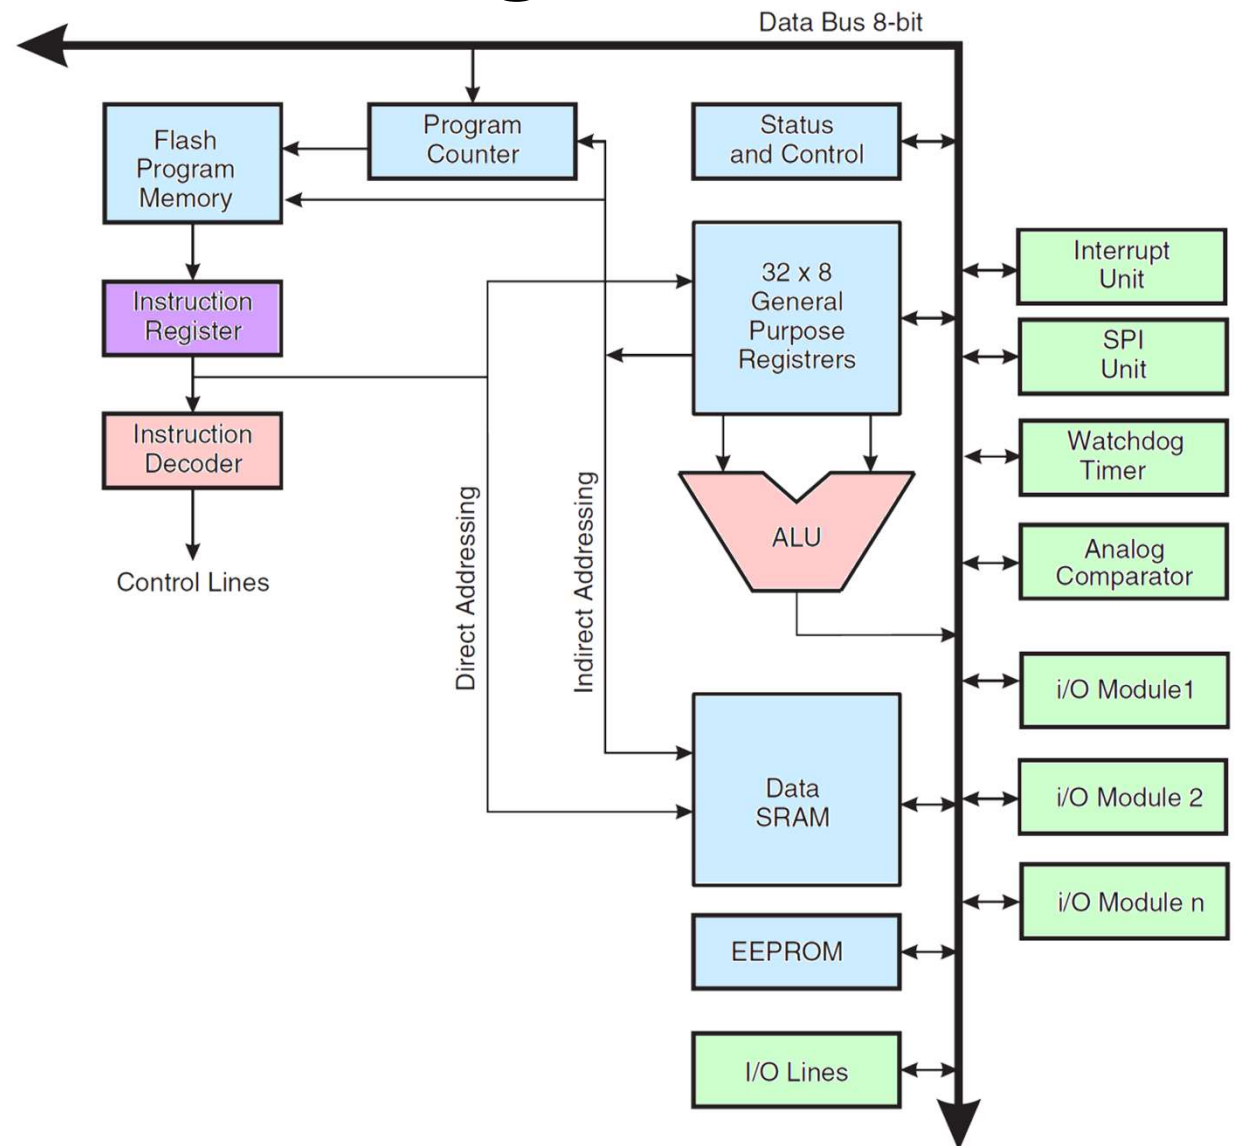 Data Bus 8-bit
Flash
Program
Memory
Program
Counter
Status
and Control
Interrupt
Unit
32 x 8
General
Purpose
Registrers
Instruction
Register
SPI
Unit
Instruction
Decoder
Watchdog
Timer
ALU
Analog
Comparator
Control Lines
Direct Addressing
Indirect Addressing
i/O Module1
Data
SRAM
i/O Module 2
i/O Module n
EEPROM
I/O Lines